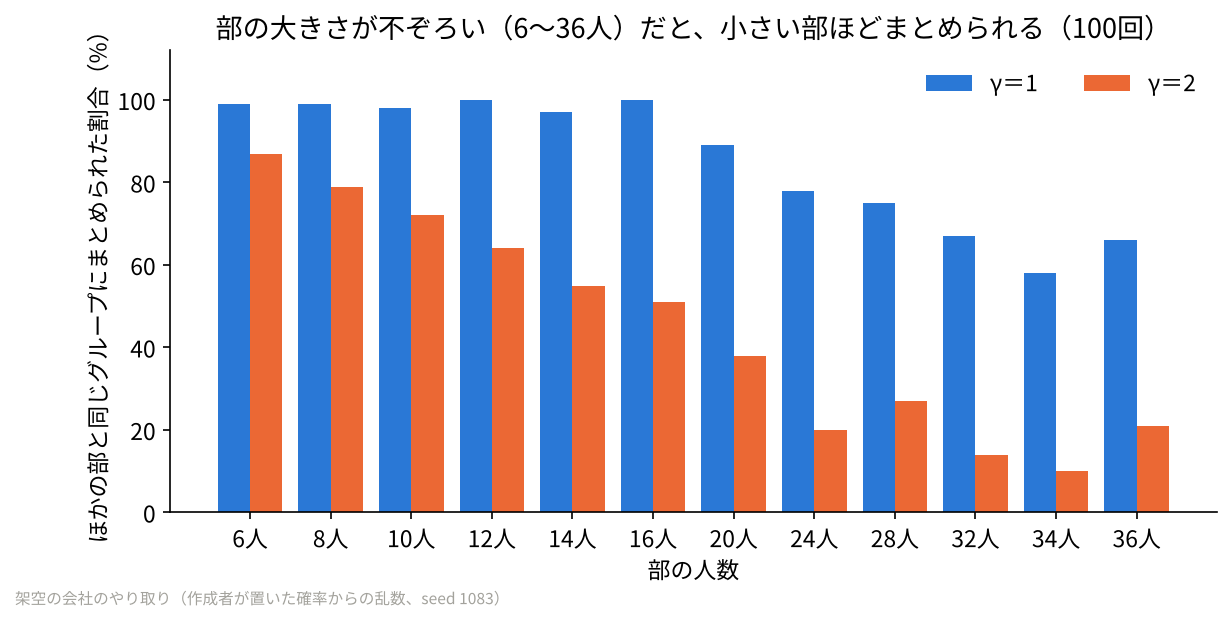 部の大きさが不ぞろい（6〜36人）だと、小さい部ほどまとめられる（100回）
γ＝1
γ＝2
ほかの部と同じグループにまとめられた割合（%）
100
80
60
40
20
0
6人
8人
10人
12人
14人
16人
20人
24人
28人
32人
34人
36人
部の人数
架空の会社のやり取り（作成者が置いた確率からの乱数、seed 1083）